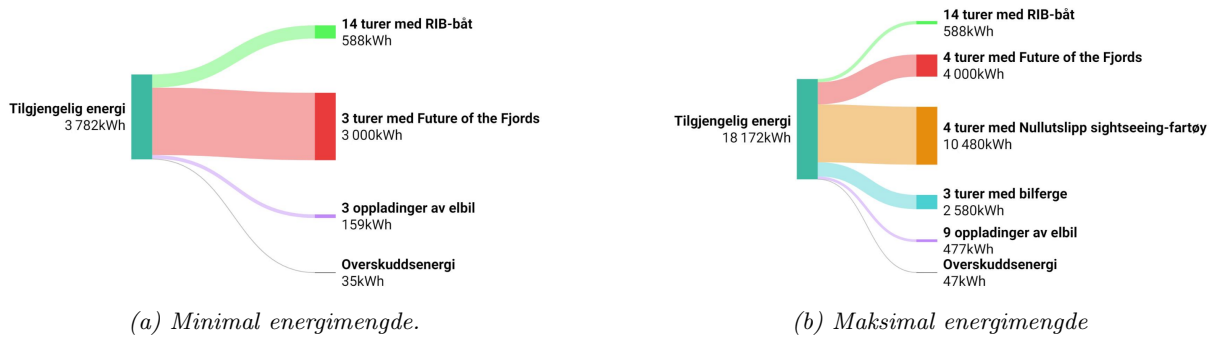 14 turer med RIB-båt
588kWh
Tilgjengelig energi
3 782kWh
3 turer med Future of the Fjords
3 000kWh
3 oppladinger av elbil
159kWh
Overskuddsenergi
35kWh
(a) Minimal energimengde.
14 turer med RIB-båt
588kWh
4 turer med Future of the Fjords
4 000kWh
Tilgjengelig energi
18 172kWh
4 turer med Nullutslipp sightseeing-fartøy
10 480kWh
3 turer med bilferge
2 580kWh
9 oppladinger av elbil
477kWh
Overskuddsenergi
47kWh
(b) Maksimal energimengde